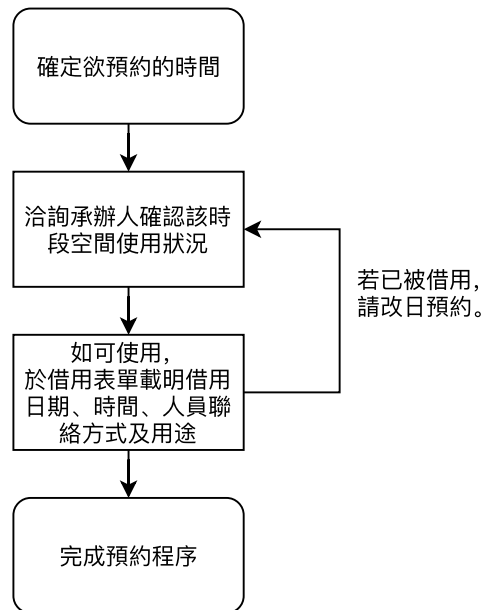 確定欲預約的時間
洽詢承辦人確認該時
段空間使用狀況
若已被借用,
請改日預約。
如可使用,
於借用表單載明借用
日期、時間、人員聯
絡方式及用途
完成預約程序